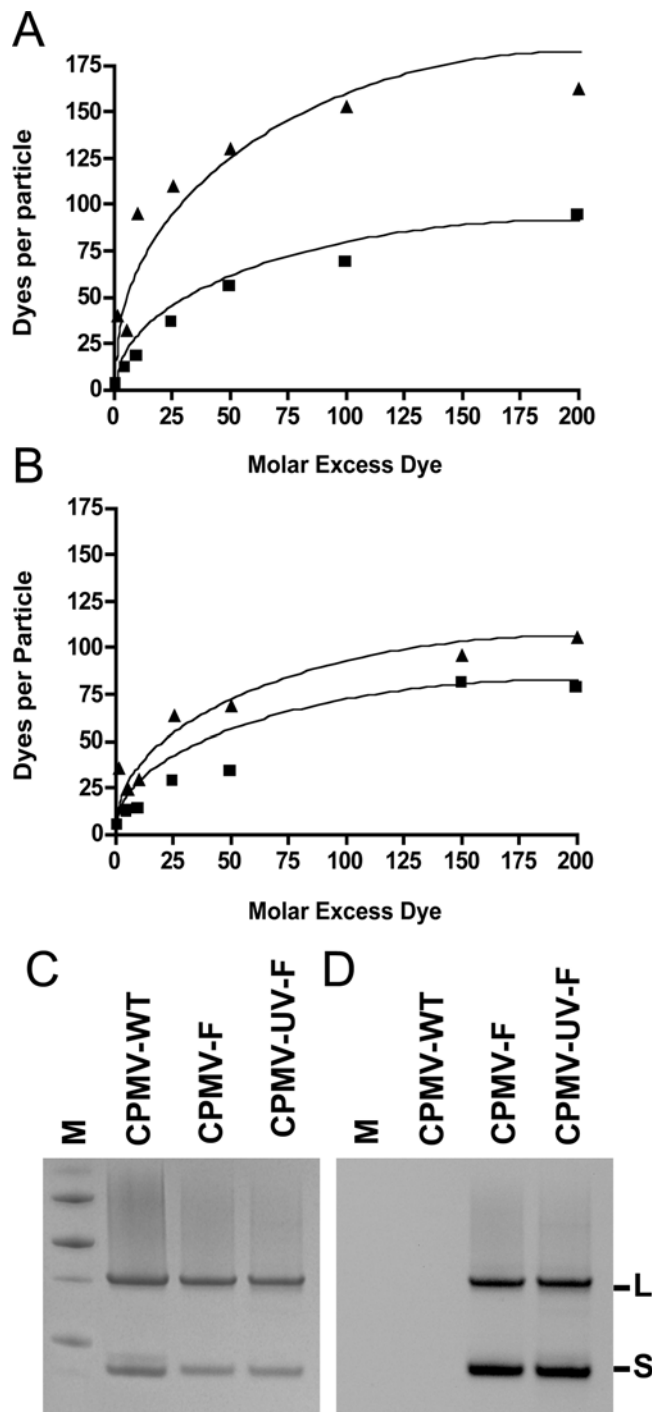 A
175
150
125
100
75
50
25
0
Dyes per particle
0 25 50 75 100 125 150 175 200
Molar Excess Dye
B
175
150
125
100
75
50
25
0
Dyes per Particle
0 25 50 75 100 125 150 175 200
Molar Excess Dye
C
M
CPMV-WT
CPMV-F
CPMV-UV-F
D
M
CPMV-WT
CPMV-F
CPMV-UV-F
L
S